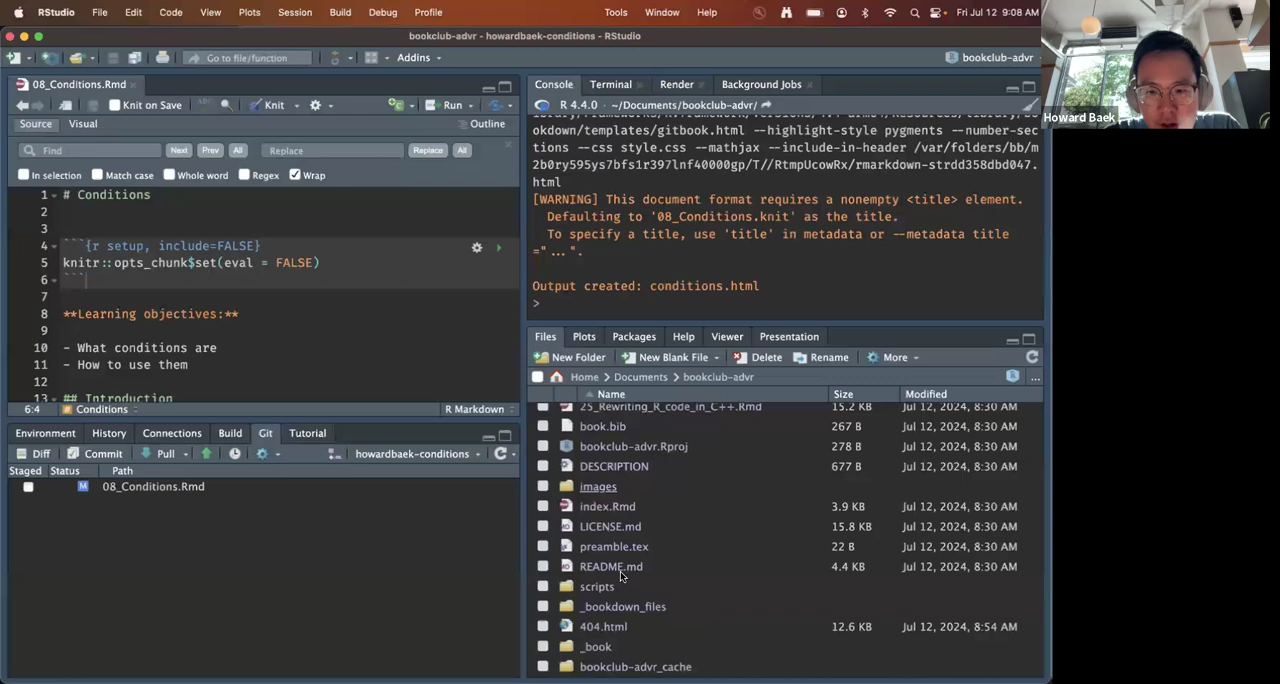 RStudio File Edit Code View Plots Session Build Debug Profile Tools Window Help Fri Jul 12 9:08 AM
bookclub-advr - howardbaek-conditions - RStudio
Go to file/function Addins bookclub-advr
08_Conditions.Rmd
Knit on Save Knit Run
Source Visual Outline
Find Next Prev All Replace Replace All
In selection Match case Whole word Regex Wrap
1 # Conditions
2
3
4 ```{r setup, include=FALSE}
5 knitr::opts_chunk$set(eval = FALSE)
6 ```
7
8 **Learning objectives:**
9
10 - What conditions are
11 - How to use them
12
13 ## Introduction
6:4 Conditions R Markdown
Environment History Connections Build Git Tutorial
Diff Commit Pull howardbaek-conditions
Staged Status Path
M 08_Conditions.Rmd
Console Terminal Render Background Jobs
R 4.4.0 · ~/Documents/bookclub-advr/
okdown/templates/gitbook.html --highlight-style pygments --number-sec
tions --css style.css --mathjax --include-in-header /var/folders/bb/m
2b0ry595ys7bfs1r397lnf40000gp/T//RtmpUcowRx/rmarkdown-strdd358dbd047.
html
[WARNING] This document format requires a nonempty <title> element.
Defaulting to '08_Conditions.knit' as the title.
To specify a title, use 'title' in metadata or --metadata title
="...".
Output created: conditions.html
>
Files Plots Packages Help Viewer Presentation
New Folder New Blank File Delete Rename More
Home Documents bookclub-advr ...
Name Size Modified
25_Rewriting_R_code_in_C++.Rmd 15.2 KB Jul 12, 2024, 8:30 AM
book.bib 267 B Jul 12, 2024, 8:30 AM
bookclub-advr.Rproj 278 B Jul 12, 2024, 8:30 AM
DESCRIPTION 677 B Jul 12, 2024, 8:30 AM
images
index.Rmd 3.9 KB Jul 12, 2024, 8:30 AM
LICENSE.md 15.8 KB Jul 12, 2024, 8:30 AM
preamble.tex 22 B Jul 12, 2024, 8:30 AM
README.md 4.4 KB Jul 12, 2024, 8:30 AM
scripts
_bookdown_files
404.html 12.6 KB Jul 12, 2024, 8:54 AM
_book
bookclub-advr_cache
Howard Baek